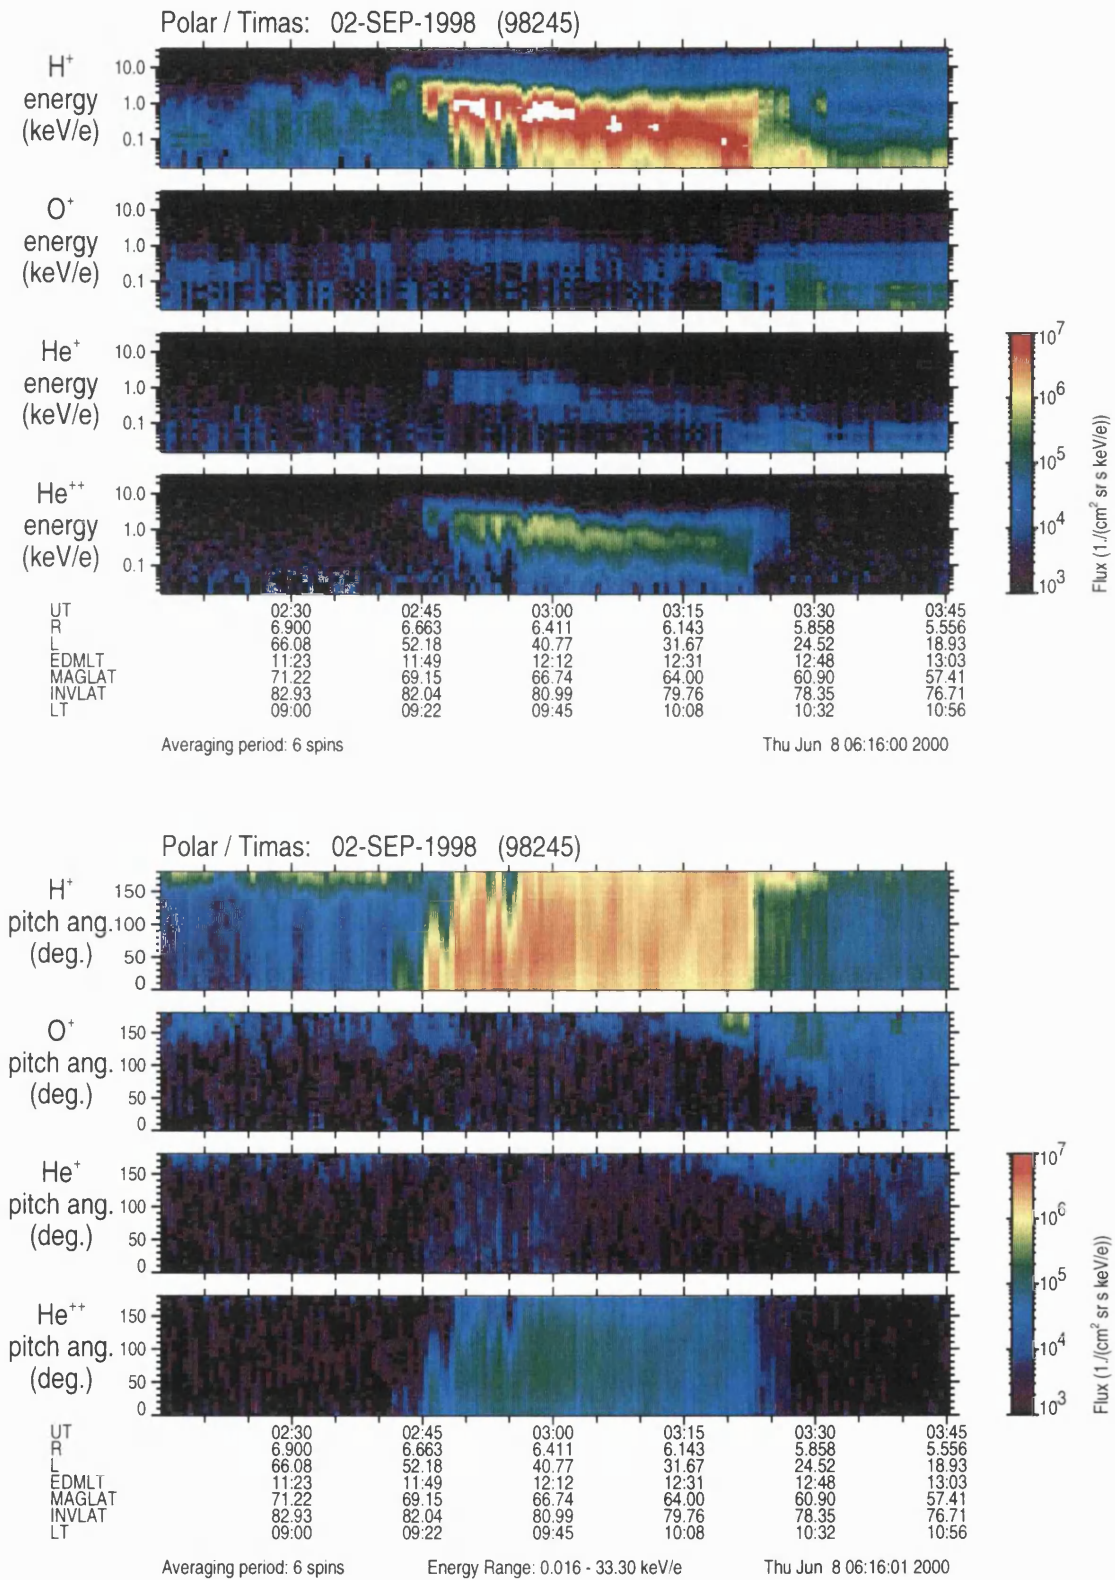 Polar / Timas: 02-SEP-1998 (98245)
H+
energy
(keV/e)
10.0
1.0
0.1
O+
energy
(keV/e)
10.0
1.0
0.1
He+
energy
(keV/e)
10.0
1.0
0.1
He++
energy
(keV/e)
10.0
1.0
0.1
10^7
10^6
10^5
10^4
10^3
Flux (1./(cm² sr s keV/e))
UT 02:30 02:45 03:00 03:15 03:30 03:45
R 6.900 6.663 6.411 6.143 5.858 5.556
L 66.08 52.18 40.77 31.67 24.52 18.93
EDMLT 11:23 11:49 12:12 12:31 12:48 13:03
MAGLAT 71.22 69.15 66.74 64.00 60.90 57.41
INVLAT 82.93 82.04 80.99 79.76 78.35 76.71
LT 09:00 09:22 09:45 10:08 10:32 10:56
Averaging period: 6 spins Thu Jun 8 06:16:00 2000
Polar / Timas: 02-SEP-1998 (98245)
H+
pitch ang.
(deg.)
150
100
50
0
O+
pitch ang.
(deg.)
150
100
50
0
He+
pitch ang.
(deg.)
150
100
50
0
He++
pitch ang.
(deg.)
150
100
50
0
10^7
10^6
10^5
10^4
10^3
Flux (1./(cm² sr s keV/e))
UT 02:30 02:45 03:00 03:15 03:30 03:45
R 6.900 6.663 6.411 6.143 5.858 5.556
L 66.08 52.18 40.77 31.67 24.52 18.93
EDMLT 11:23 11:49 12:12 12:31 12:48 13:03
MAGLAT 71.22 69.15 66.74 64.00 60.90 57.41
INVLAT 82.93 82.04 80.99 79.76 78.35 76.71
LT 09:00 09:22 09:45 10:08 10:32 10:56
Averaging period: 6 spins Energy Range: 0.016 - 33.30 keV/e Thu Jun 8 06:16:01 2000